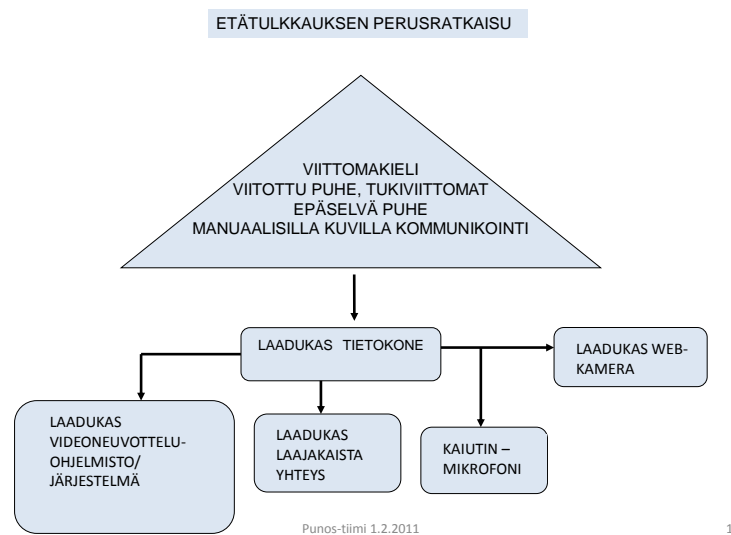 ETÄTULKKAUKSEN PERUSRATKAISU
VIITTOMAKIELI
VIITOTTU PUHE, TUKIVIITTOMAT
EPÄSELVÄ PUHE
MANUAALISILLA KUVILLA KOMMUNIKOINTI
LAADUKAS TIETOKONE
LAADUKAS WEB-
KAMERA
LAADUKAS
VIDEONEUVOTTELU-
OHJELMISTO/
JÄRJESTELMÄ
LAADUKAS
LAAJAKAISTA
YHTEYS
KAIUTIN –
MIKROFONI
Punos-tiimi 1.2.2011
1